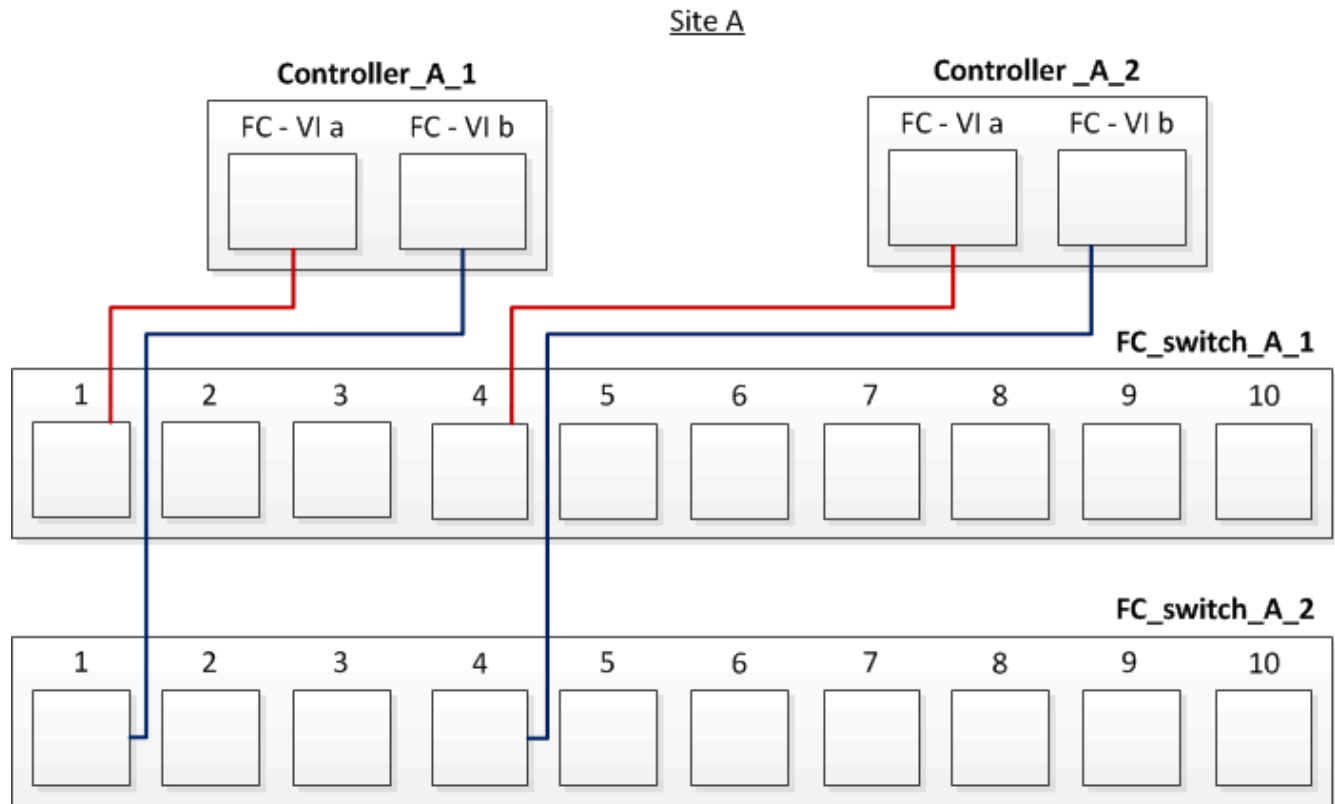 Site A
Controller_A_1
Controller _A_2
FC - VI a FC - VI b
FC - VI a FC - VI b
FC_switch_A_1
1 2 3 4 5 6 7 8 9 10
FC_switch_A_2
1 2 3 4 5 6 7 8 9 10